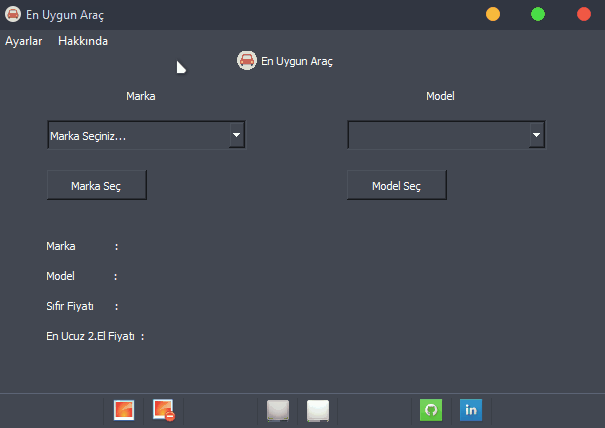 En Uygun Araç
Ayarlar Hakkında
En Uygun Araç
Marka Model
Marka Seçiniz...
Marka Seç Model Seç
Marka :
Model :
Sıfır Fiyatı :
En Ucuz 2.El Fiyatı :
in